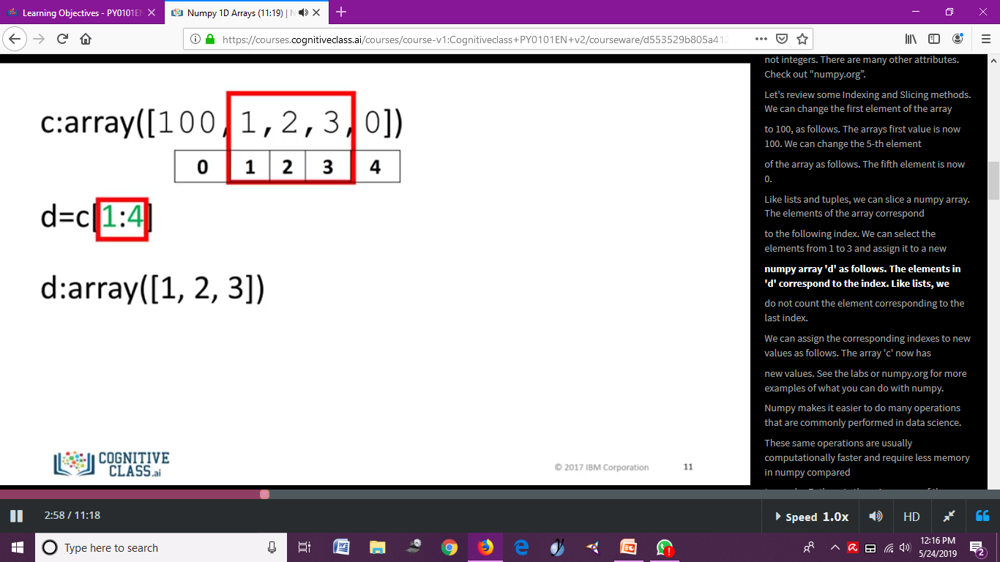 Learning Objectives - PY0101EN
Numpy 1D Arrays (11:19) | N
https://courses.cognitiveclass.ai/courses/course-v1:Cognitiveclass+PY0101EN+v2/courseware/d553529b805a412
c:array([100, 1, 2, 3, 0])
0 1 2 3 4
d=c[1:4]
d:array([1, 2, 3])
COGNITIVE
CLASS.ai
© 2017 IBM Corporation 11
not integers. There are many other attributes.
Check out "numpy.org”.
Let's review some Indexing and Slicing methods.
We can change the first element of the array
to 100, as follows. The arrays first value is now
100. We can change the 5-th element
of the array as follows. The fifth element is now
0.
Like lists and tuples, we can slice a numpy array.
The elements of the array correspond
to the following index. We can select the
elements from 1 to 3 and assign it to a new
numpy array 'd' as follows. The elements in
'd' correspond to the index. Like lists, we
do not count the element corresponding to the
last index.
We can assign the corresponding indexes to new
values as follows. The array 'c' now has
new values. See the labs or numpy.org for more
examples of what you can do with numpy.
Numpy makes it easier to do many operations
that are commonly performed in data science.
These same operations are usually
computationally faster and require less memory
in numpy compared
2:58 / 11:18
Speed 1.0x
HD
Type here to search
12:16 PM
5/24/2019
2